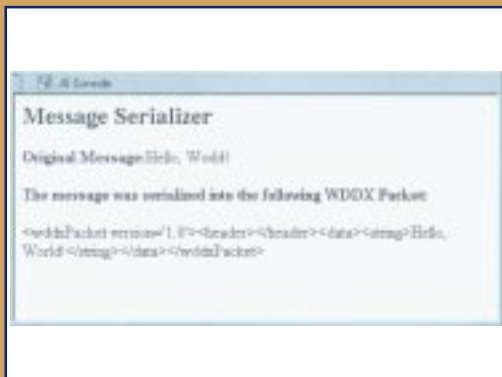 Message Serializer
Original Message:Hello, World!
The message was serialized into the following WDDX Packet:
<wddxPacket version='1.0'><header></header><data><string>Hello,
World!</string></data></wddxPacket>